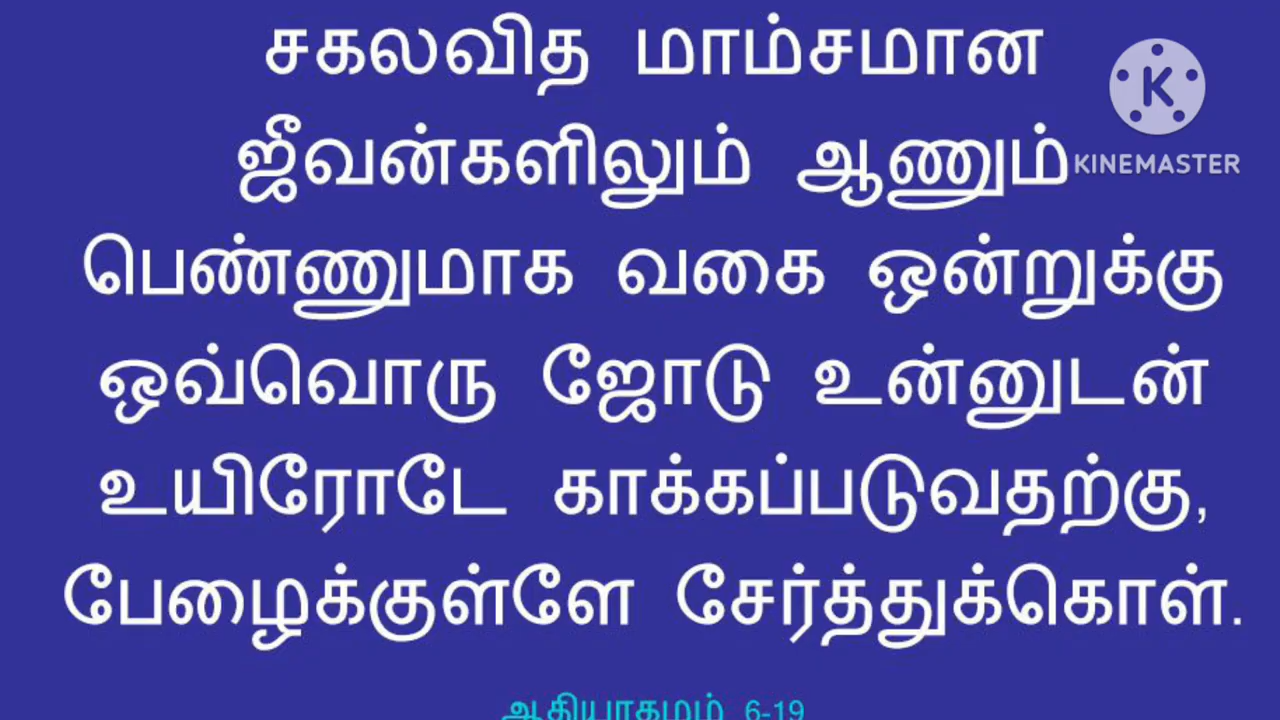 சகலவித மாம்சமான
ஜீவன்களிலும் ஆணும்
பெண்ணுமாக வகை ஒன்றுக்கு
ஒவ்வொரு ஜோடு உன்னுடன்
உயிரோடே காக்கப்படுவதற்கு,
பேழைக்குள்ளே சேர்த்துக்கொள்.
ஆதியாகமம் 6-19
K
KINEMASTER